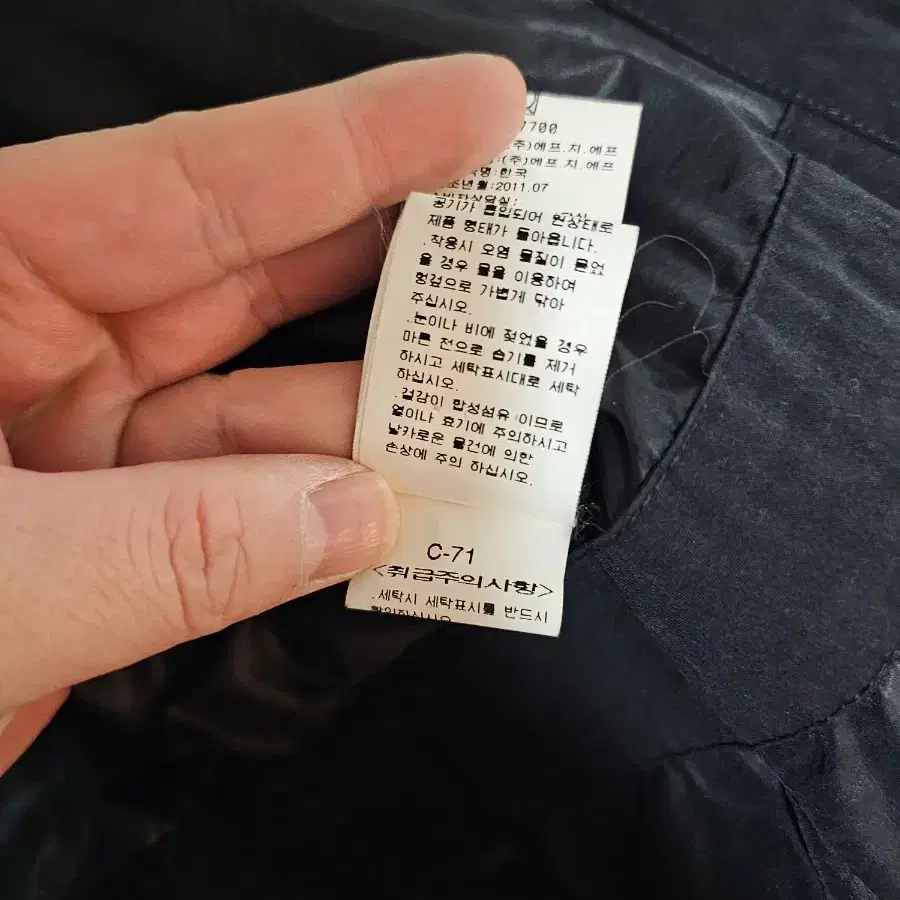 7700
(주)에프.지.에프
:(주)에프.지.에프
명:한국
조년월:2011.07
공기가 흡입되어 원상태로
제품 형태가 돌아옵니다.
.착용시 오염 물질이 묻었
을 경우 물을 이용하여
헝겊으로 가볍게 닦아
주십시오.
.눈이나 비에 젖었을 경우
마른 천으로 습기를 제거
하시고 세탁표시대로 세탁
하십시오.
.겉감이 합성섬유 이므로
열이나 화기에 주의하시고
날카로운 물건에 의한
손상에 주의 하십시오.
C-71
<취급주의사항>
.세탁시 세탁표시를 반드시